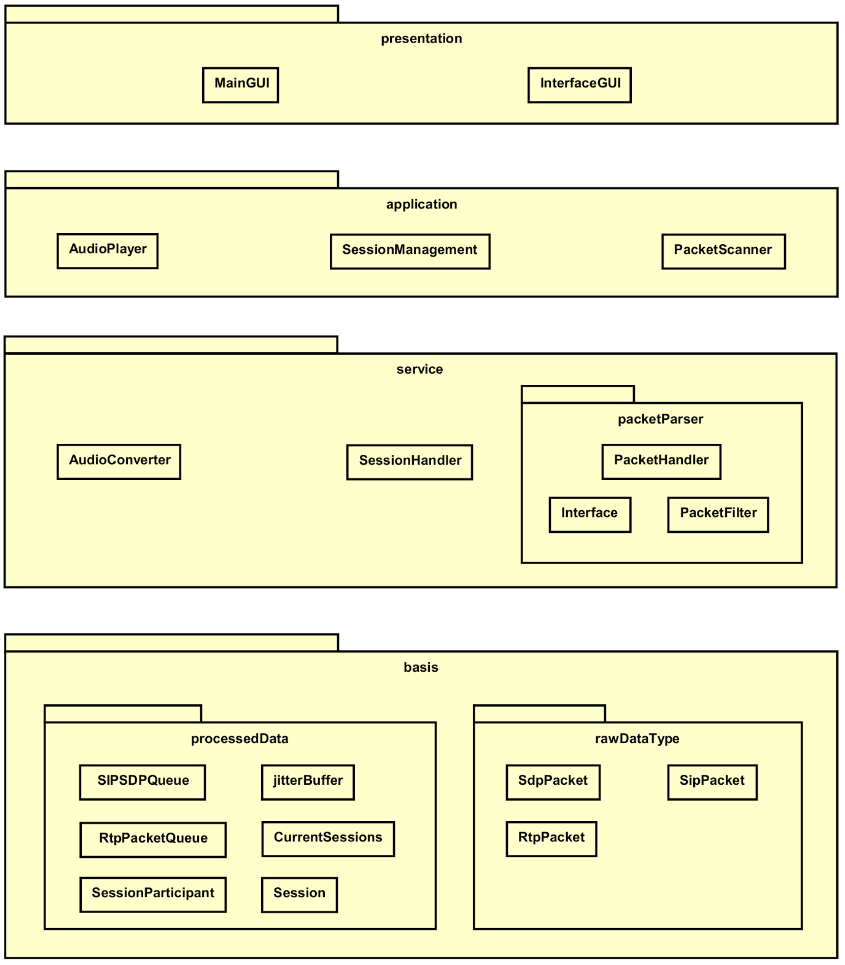 presentation
MainGUI
InterfaceGUI
application
AudioPlayer
SessionManagement
PacketScanner
service
packetParser
AudioConverter
SessionHandler
PacketHandler
Interface
PacketFilter
basis
processedData
rawDataType
SIPSDPQueue
jitterBuffer
SdpPacket
SipPacket
RtpPacketQueue
CurrentSessions
RtpPacket
SessionParticipant
Session